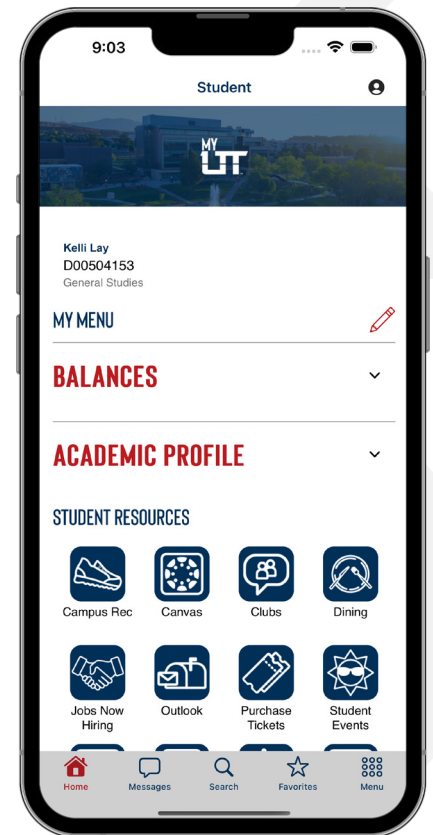 9:03
Student
MY
UT
Kelli Lay
D00504153
General Studies
MY MENU
BALANCES
ACADEMIC PROFILE
STUDENT RESOURCES
Campus Rec
Canvas
Clubs
Dining
Jobs Now
Hiring
Outlook
Purchase
Tickets
Student
Events
Home
Messages
Search
Favorites
Menu